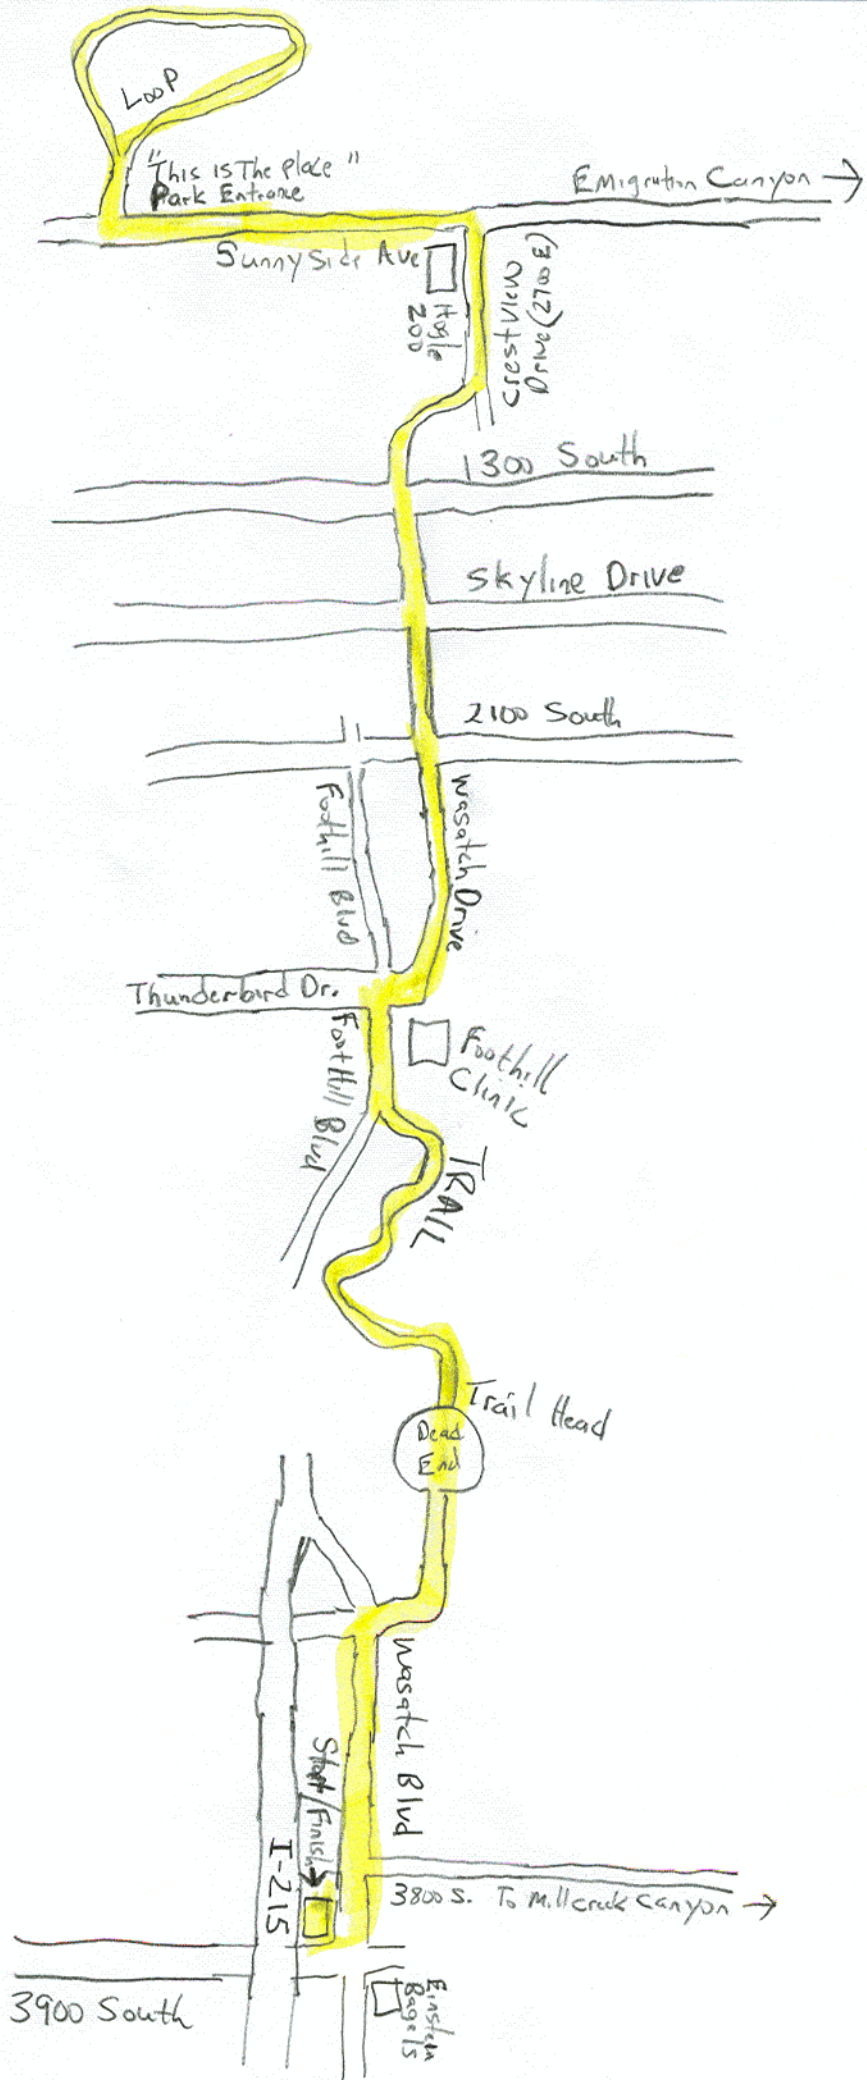 LOOP
"This Is The Place"
Park Entrance
Emigration Canyon →
Sunnyside Ave
Hogle
ZOO
Crestview
Drive (2700 E)
1300 South
Skyline Drive
2100 South
Foothill Blvd
Wasatch Drive
Thunderbird Dr.
FootHill Blvd
Foothill
Clinic
TRAIL
Trail Head
Dead
End
Wasatch Blvd
Start/Finish →
I-215
3800 S. To Millcreek Canyon →
3900 South
Einstein
Bagels